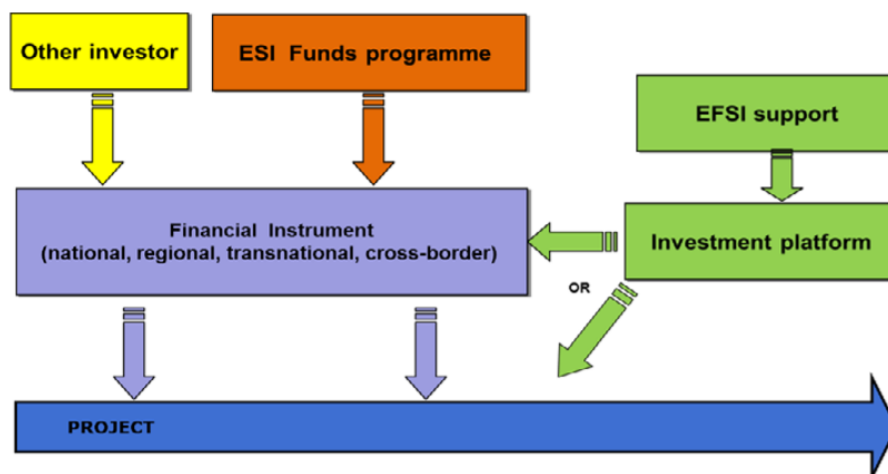 Other investor
ESI Funds programme
EFSI support
Financial Instrument
(national, regional, transnational, cross-border)
Investment platform
OR
PROJECT